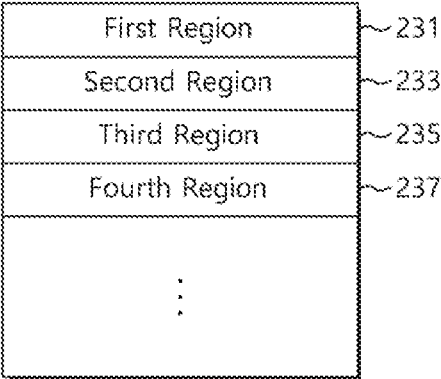 First Region 231
Second Region 233
Third Region 235
Fourth Region 237
⋮